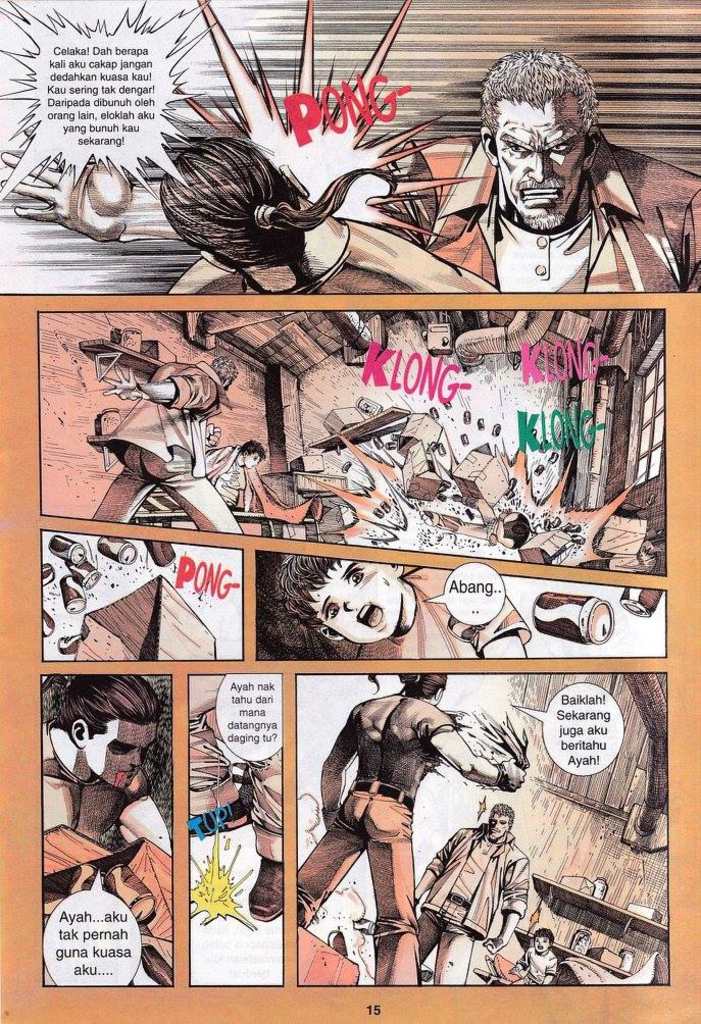 Celaka! Dah berapa
kali aku cakap jangan
dedahkan kuasa kau!
Kau sering tak dengar!
Daripada dibunuh oleh
orang lain, eloklah aku
yang bunuh kau
sekarang!
PONG-
KLONG-
KLONG-
KLONG-
PONG-
Abang..
..
Ayah...aku
tak pernah
guna kuasa
aku....
Ayah nak
tahu dari
mana
datangnya
daging tu?
TUP!
Baiklah!
Sekarang
juga aku
beritahu
Ayah!
15